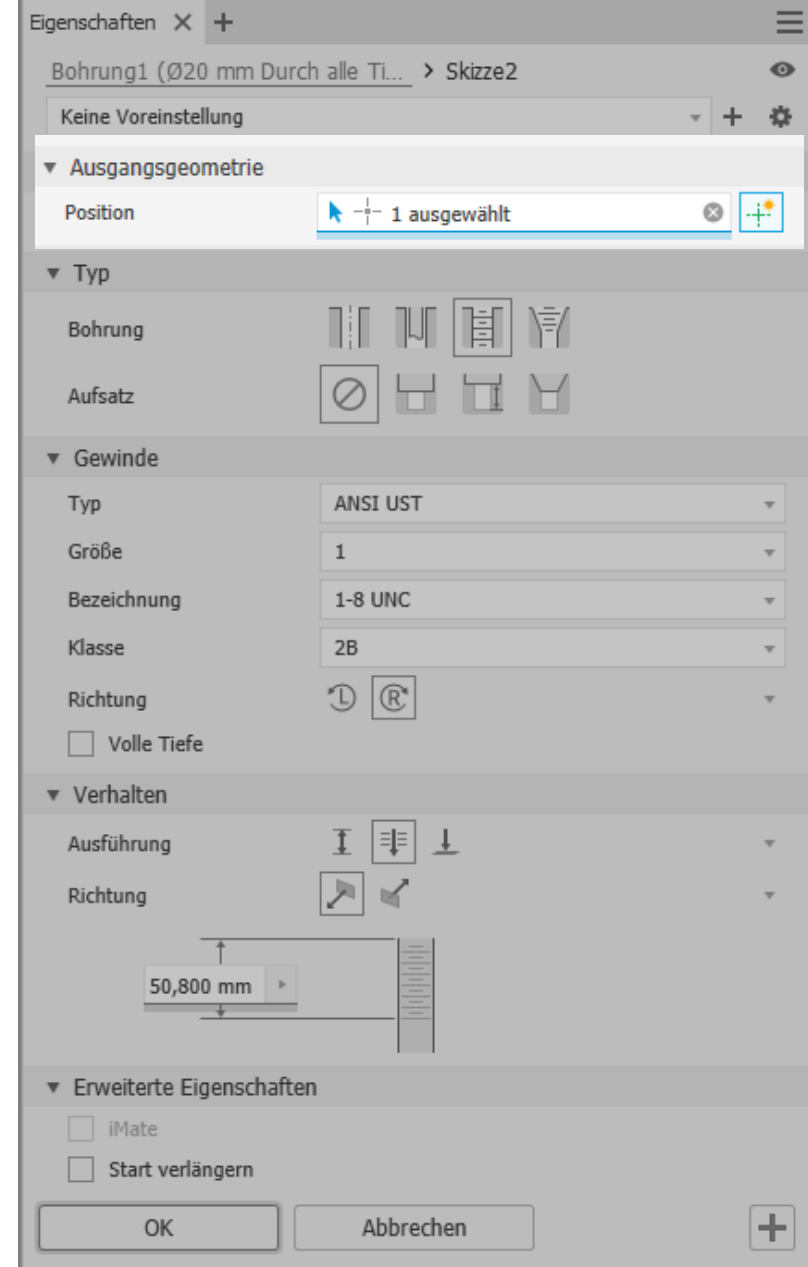 Eigenschaften
Bohrung1 (Ø20 mm Durch alle Ti... > Skizze2
Keine Voreinstellung
Ausgangsgeometrie
Position 1 ausgewählt
Typ
Bohrung
Aufsatz
Gewinde
Typ ANSI UST
Größe 1
Bezeichnung 1-8 UNC
Klasse 2B
Richtung L R
Volle Tiefe
Verhalten
Ausführung
Richtung
50,800 mm
Erweiterte Eigenschaften
iMate
Start verlängern
OK Abbrechen